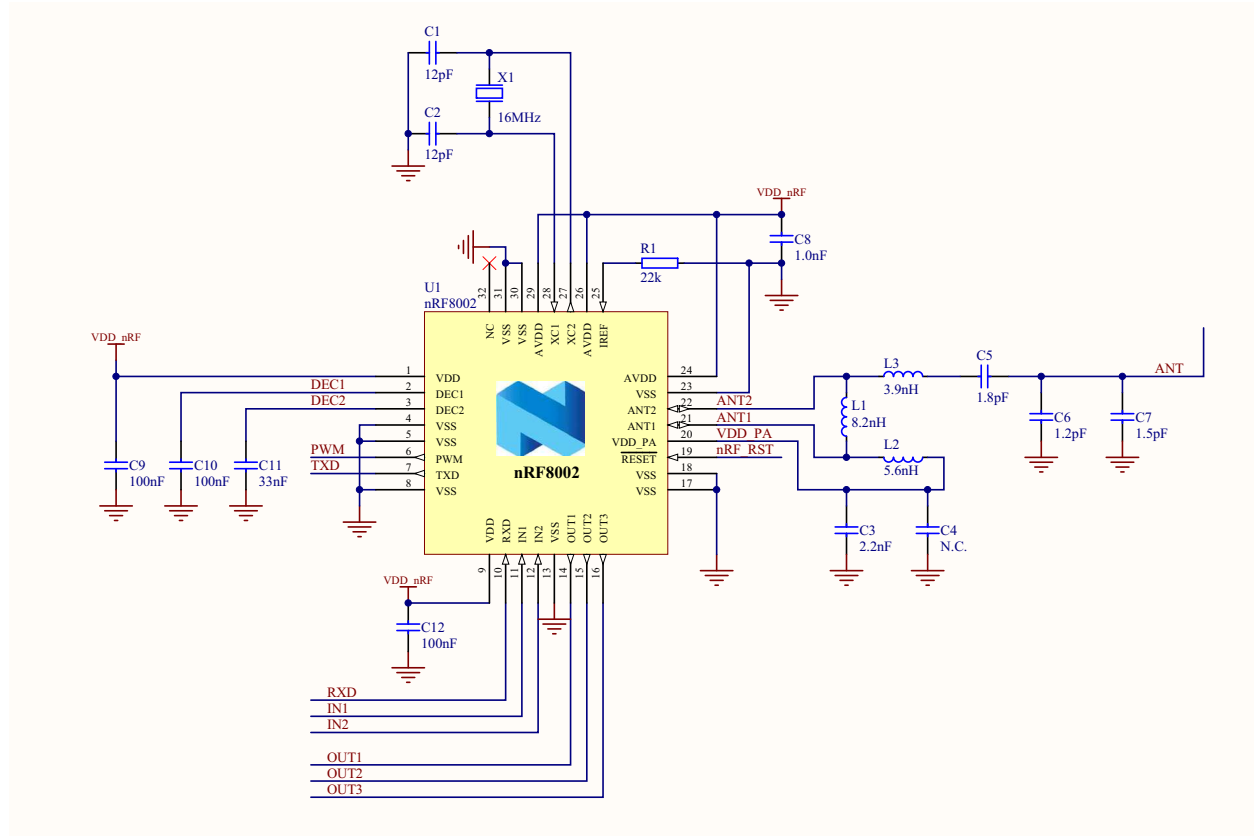 C1
12pF
X1
16MHz
C2
12pF
VDD_nRF
C8
1.0nF
R1
22k
U1
nRF8002
32
31
30
29
28
27
26
25
NC
VSS
VSS
AVDD
XC1
XC2
AVDD
IREF
VDD_nRF
1
VDD
DEC1
2
DEC1
DEC2
3
DEC2
4
VSS
5
VSS
PWM
6
PWM
TXD
7
TXD
8
VSS
C9
100nF
C10
100nF
C11
33nF
nRF8002
AVDD
24
VSS
23
ANT2
22
ANT2
ANT1
21
ANT1
VDD_PA
20
VDD_PA
RESET
19
nRF_RST
VSS
18
VSS
17
L3
3.9nH
C5
1.8pF
ANT
L1
8.2nH
L2
5.6nH
C6
1.2pF
C7
1.5pF
C3
2.2nF
C4
N.C.
VDD
RXD
IN1
IN2
VSS
OUT1
OUT2
OUT3
9
10
11
12
13
14
15
16
VDD_nRF
C12
100nF
RXD
IN1
IN2
OUT1
OUT2
OUT3